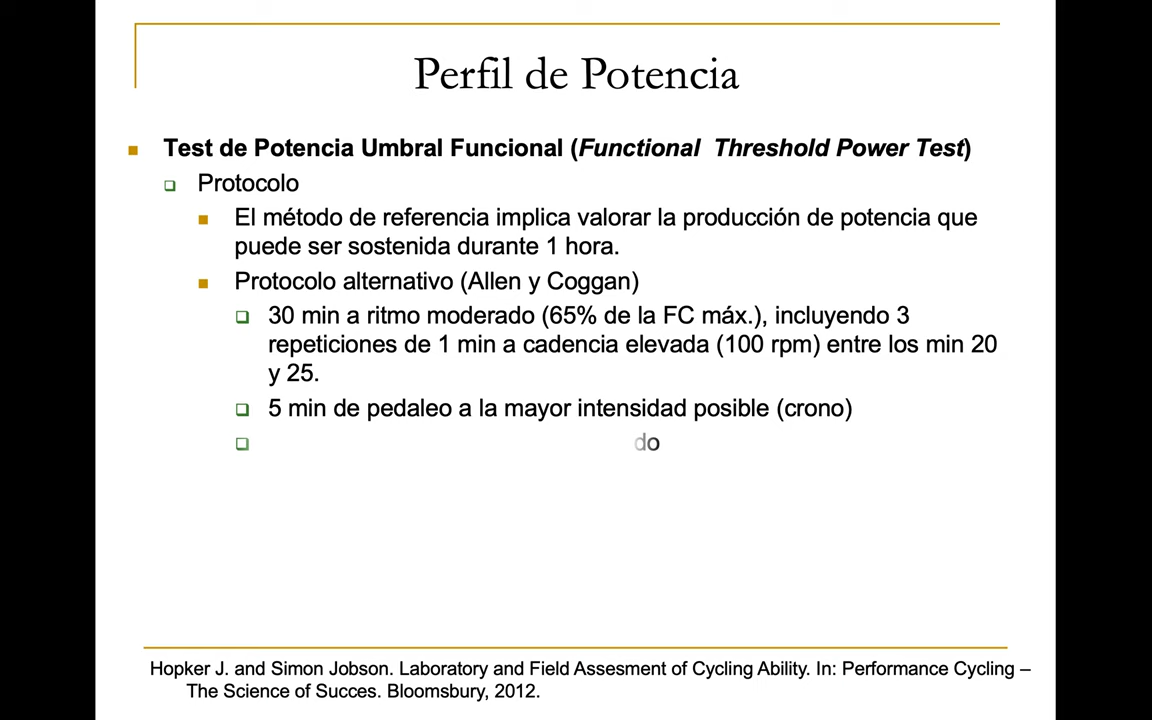 Perfil de Potencia
Test de Potencia Umbral Funcional (Functional Threshold Power Test)
Protocolo
El método de referencia implica valorar la producción de potencia que
puede ser sostenida durante 1 hora.
Protocolo alternativo (Allen y Coggan)
30 min a ritmo moderado (65% de la FC máx.), incluyendo 3
repeticiones de 1 min a cadencia elevada (100 rpm) entre los min 20
y 25.
5 min de pedaleo a la mayor intensidad posible (crono)
do
Hopker J. and Simon Jobson. Laboratory and Field Assesment of Cycling Ability. In: Performance Cycling –
The Science of Succes. Bloomsbury, 2012.